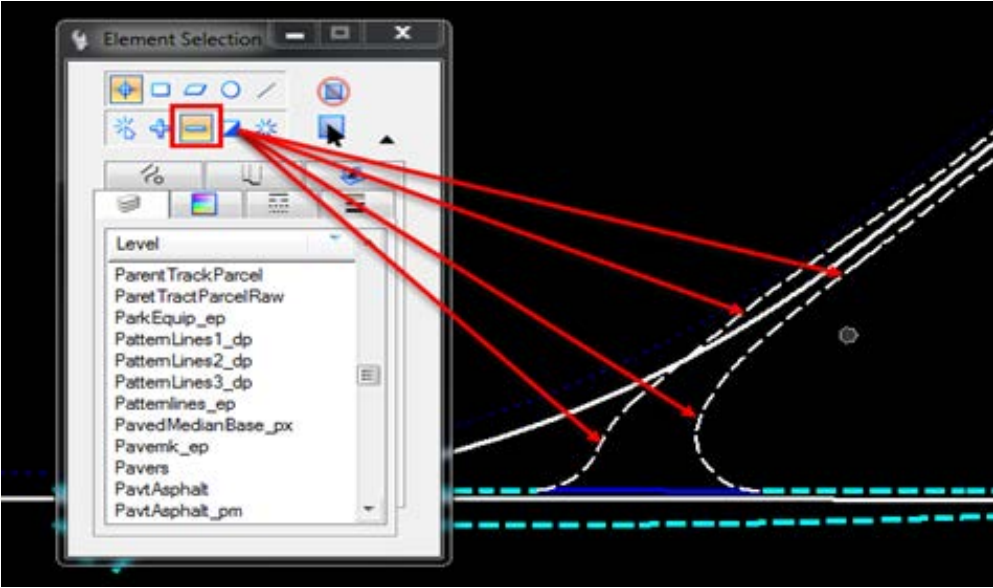 Element Selection
Level
ParentTrackParcel
ParetTractParcelRaw
ParkEquip_ep
PatternLines1_dp
PatternLines2_dp
PatternLines3_dp
Patternlines_ep
PavedMedianBase_px
Pavemk_ep
Pavers
PavtAsphalt
PavtAsphalt_pm